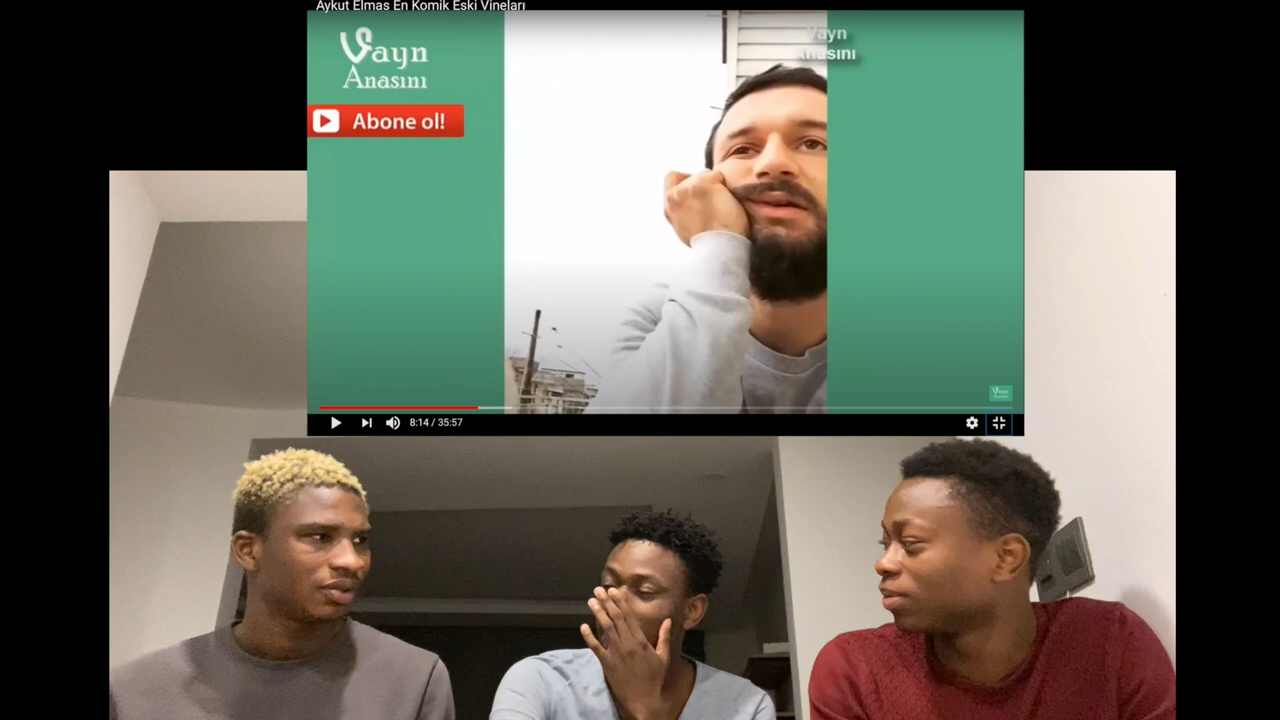 Aykut Elmas En Komik Eski Vineları
Vayn
Anasını
Abone ol!
Vayn
Anasını
8:14 / 35:57